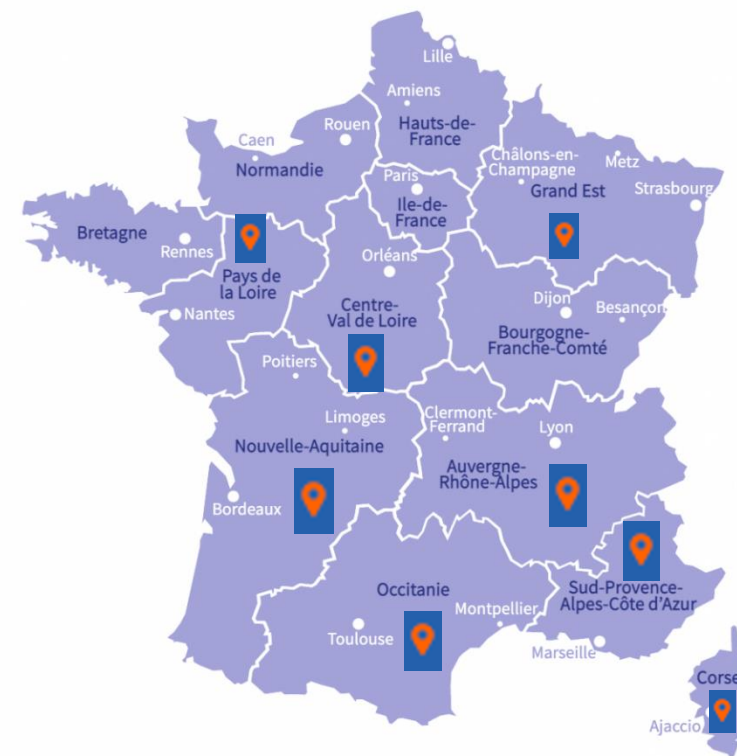 Lille
Amiens
Hauts-de-
France
Rouen
Caen
Normandie
Châlons-en-
Champagne
Metz
Grand Est
Strasbourg
Paris
Ile-de-
France
Bretagne
Rennes
Pays de
la Loire
Nantes
Orléans
Centre-
Val de Loire
Dijon
Besançon
Bourgogne-
Franche-Comté
Poitiers
Limoges
Nouvelle-Aquitaine
Bordeaux
Clermont-
Ferrand
Lyon
Auvergne-
Rhône-Alpes
Occitanie
Montpellier
Toulouse
Sud-Provence-
Alpes-Côte d'Azur
Marseille
Corse
Ajaccio